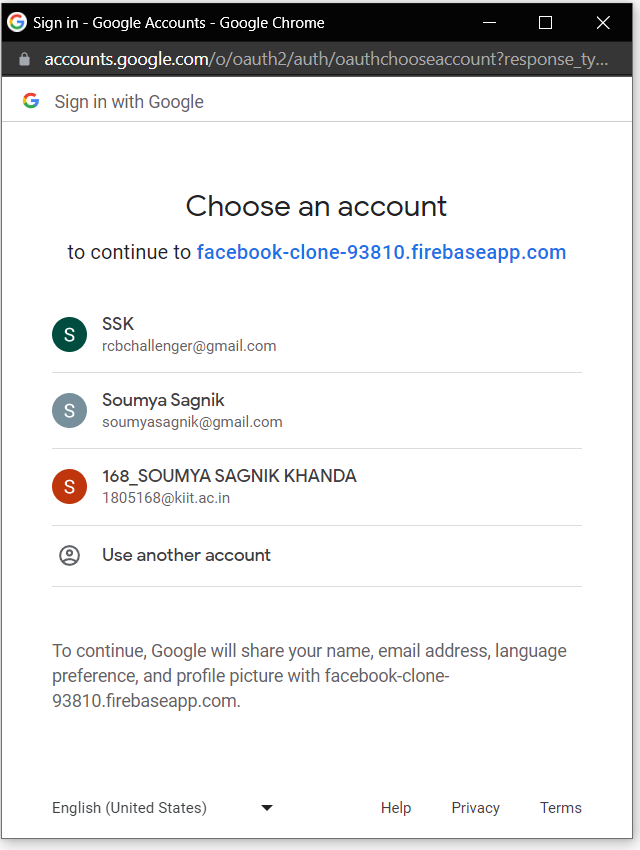 Sign in - Google Accounts - Google Chrome
accounts.google.com/o/oauth2/auth/oauthchooseaccount?response_ty...
Sign in with Google
Choose an account
to continue to facebook-clone-93810.firebaseapp.com
S
SSK
rcbchallenger@gmail.com
S
Soumya Sagnik
soumyasagnik@gmail.com
S
168_SOUMYA SAGNIK KHANDA
1805168@kiit.ac.in
Use another account
To continue, Google will share your name, email address, language
preference, and profile picture with facebook-clone-
93810.firebaseapp.com.
English (United States) Help Privacy Terms